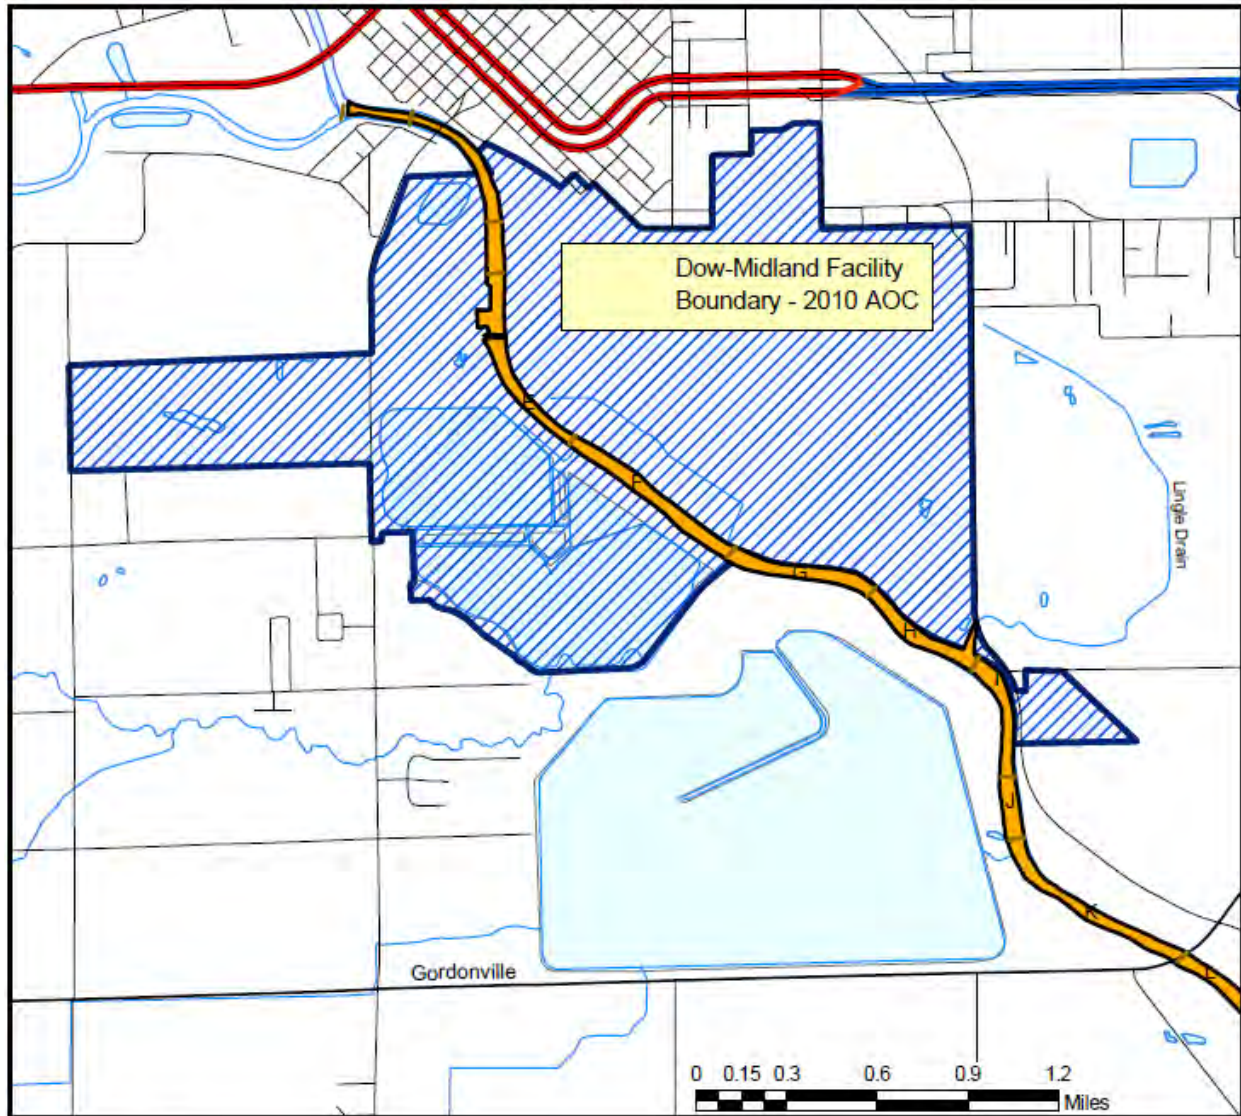 Dow-Midland Facility
Boundary - 2010 AOC
E
F
Lingle Drain
G
H
I
J
K
L
Gordonville
0 0.15 0.3 0.6 0.9 1.2
Miles